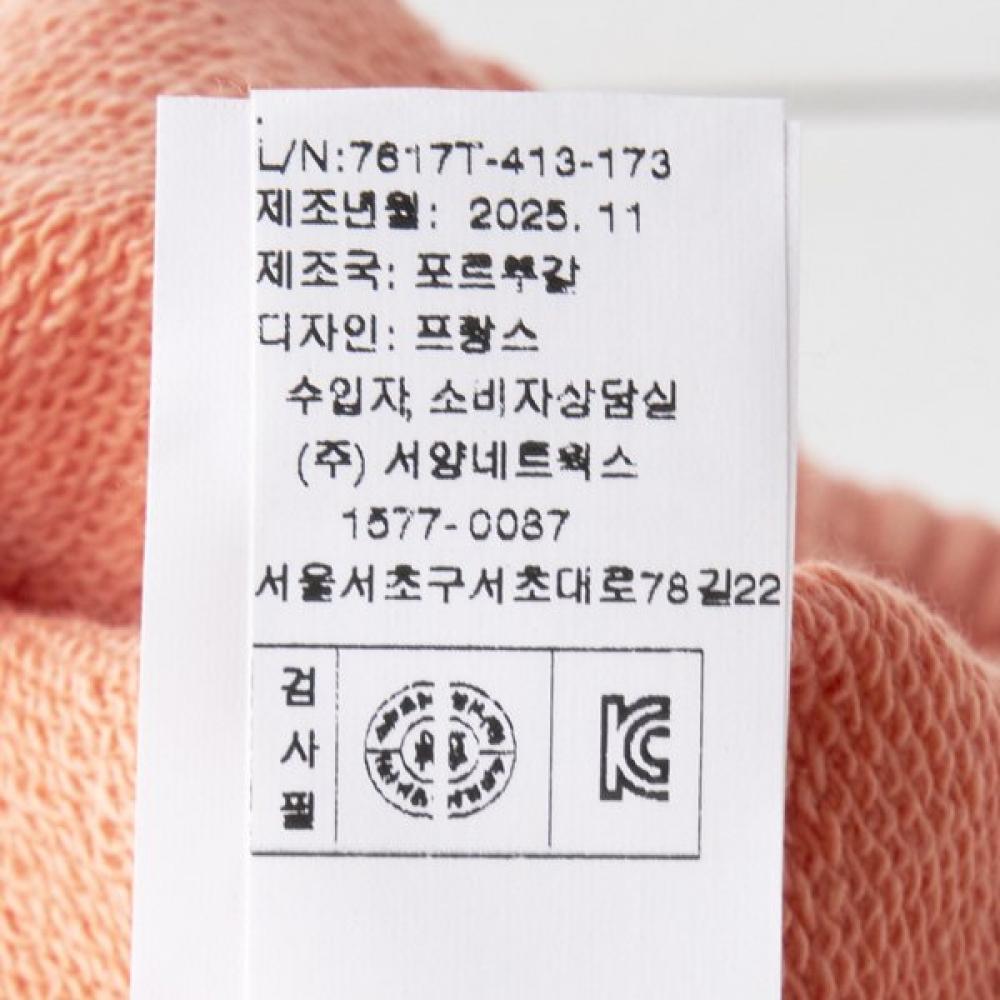 L/N:7617T-413-173
제조년월: 2025. 11
제조국: 포르투갈
디자인: 프랑스
수입자, 소비자상담실
(주) 서양네트웍스
1577-0087
서울서초구서초대로78길22
검
사
필
KC